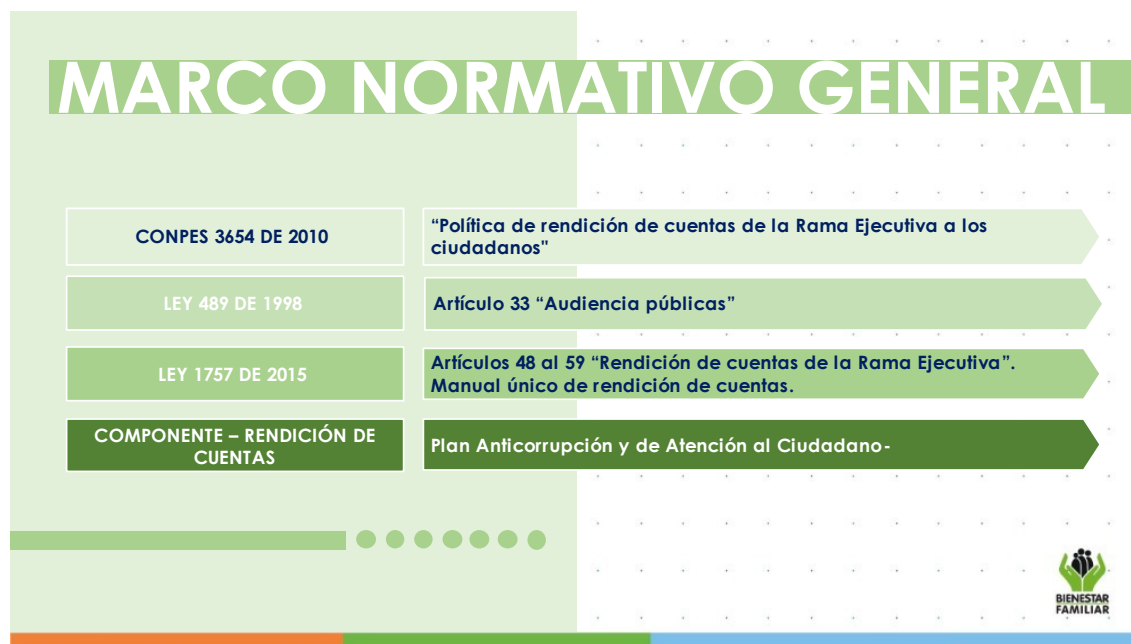 MARCO NORMATIVO GENERAL
CONPES 3654 DE 2010
“Política de rendición de cuentas de la Rama Ejecutiva a los
ciudadanos"
LEY 489 DE 1998
Artículo 33 “Audiencia públicas”
LEY 1757 DE 2015
Artículos 48 al 59 “Rendición de cuentas de la Rama Ejecutiva”.
Manual único de rendición de cuentas.
COMPONENTE – RENDICIÓN DE
CUENTAS
Plan Anticorrupción y de Atención al Ciudadano-
BIENESTAR
FAMILIAR